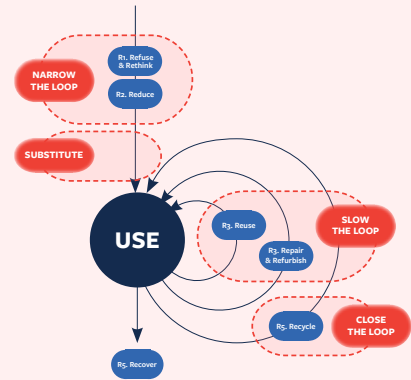 R1. Refuse
& Rethink
NARROW
THE LOOP
R2. Reduce
SUBSTITUTE
USE
R3. Reuse
SLOW
THE LOOP
R3. Repair
& Refurbish
R5. Recycle
CLOSE
THE LOOP
R5. Recover